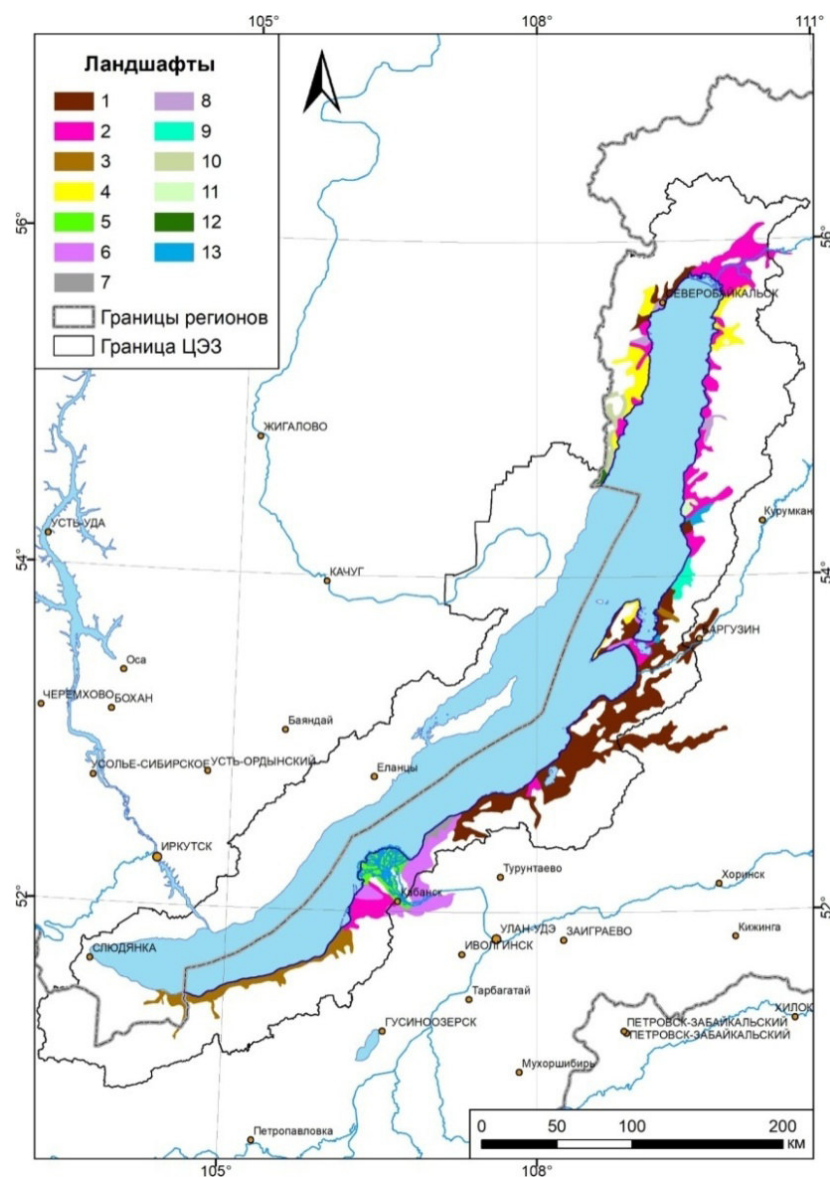 105°
108°
111°
Ландшафты
1
8
2
9
3
10
4
11
5
12
6
13
7
Границы регионов
Граница ЦЭЗ
56°
56°
СЕВЕРОБАЙКАЛЬСК
ЖИГАЛОВО
УСТЬ-УДА
Курумкан
54°
54°
КАЧУГ
БАРГУЗИН
Оса
ЧЕРЕМХОВО
БОХАН
Баяндай
УСОЛЬЕ-СИБИРСКОЕ
УСТЬ-ОРДЫНСКИЙ
Еланцы
ИРКУТСК
Турунтаево
Хоринск
52°
52°
Кабанск
СЛЮДЯНКА
УЛАН-УДЭ
ЗАИГРАЕВО
Кижинга
ИВОЛГИНСК
Тарбагатай
ГУСИНООЗЕРСК
ХИЛОК
ПЕТРОВСК-ЗАБАЙКАЛЬСКИЙ
ПЕТРОВСК-ЗАБАЙКАЛЬСКИЙ
Мухоршибирь
Петропавловка
0
50
100
200
КМ
105°
108°